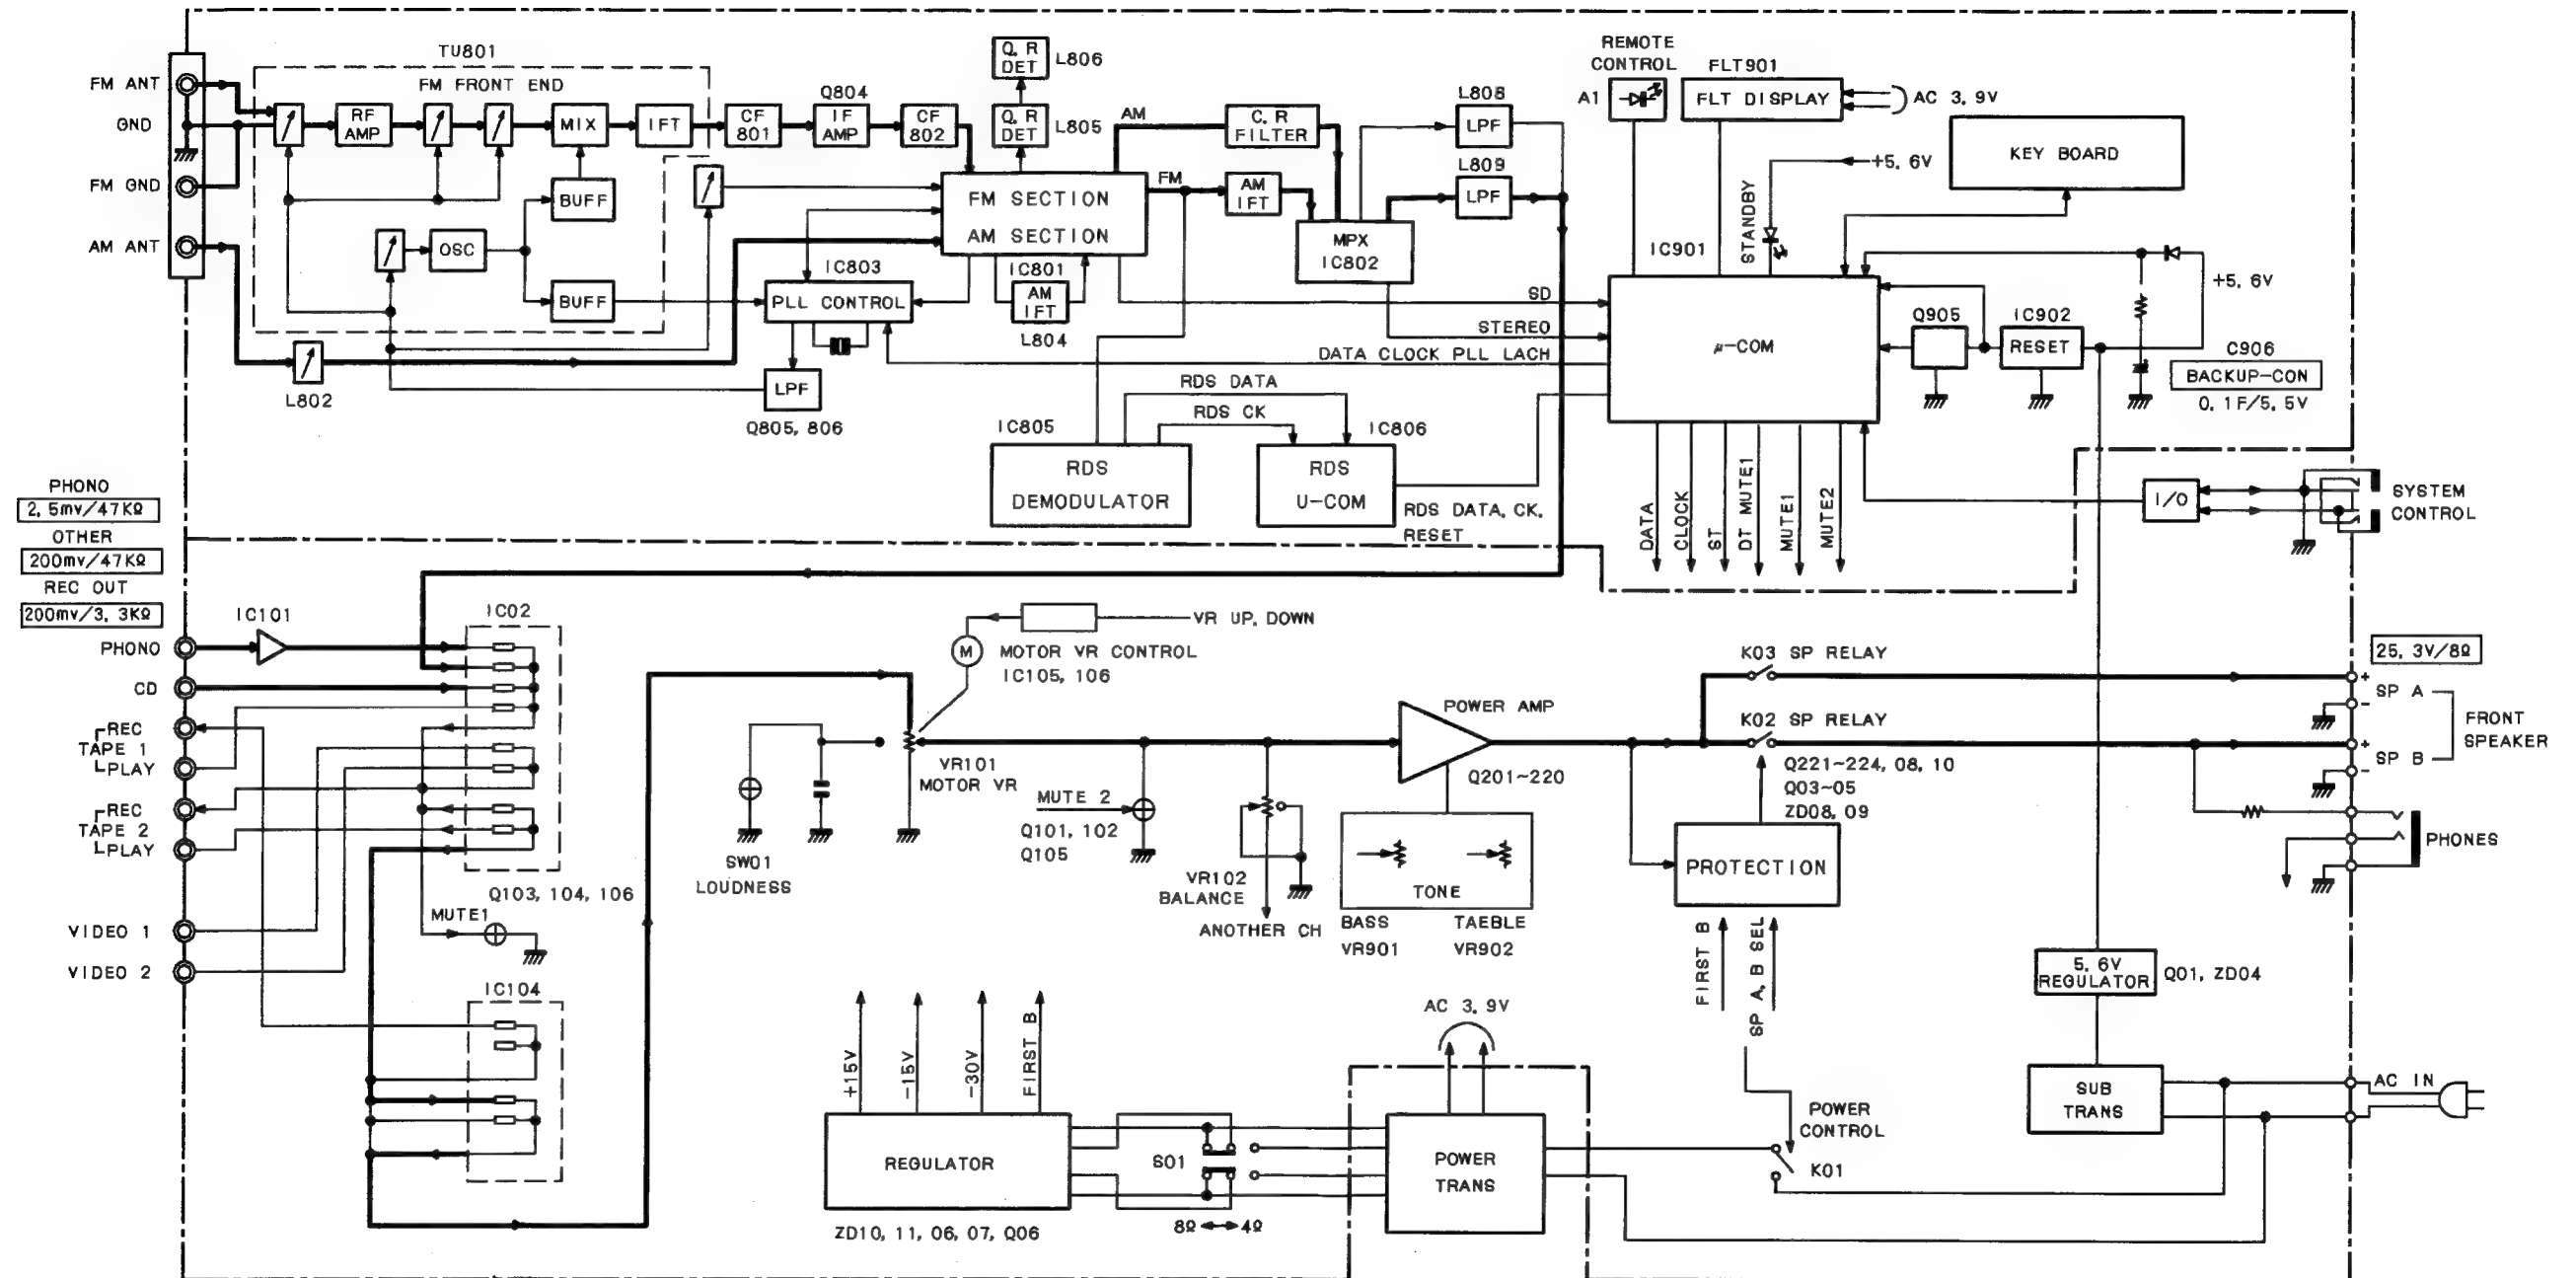 TU801
FM FRONT END
FM ANT
GND
FM GND
AM ANT
RF AMP
MIX
IFT
CF 801
Q804
IF AMP
CF 802
BUFF
OSC
BUFF
L802
Q. R DET
L806
Q. R DET
L805
AM
C. R FILTER
FM
AM IFT
FM SECTION
AM SECTION
IC803
PLL CONTROL
IC801
AM IFT
L804
LPF
Q805, 806
MPX
IC802
L808
LPF
L809
LPF
REMOTE CONTROL
A1
FLT901
FLT DISPLAY
AC 3. 9V
+5. 6V
STANDBY
KEY BOARD
IC901
μ-COM
SD
STEREO
DATA CLOCK PLL LACH
RDS DATA
RDS CK
IC805
RDS DEMODULATOR
IC806
RDS U-COM
RDS DATA, CK. RESET
Q905
IC902
RESET
+5. 6V
C906
BACKUP-CON
0. 1F/5. 5V
DATA
CLOCK
ST
DT MUTE1
MUTE1
MUTE2
I/O
SYSTEM CONTROL
PHONO
2. 5mv/47KΩ
OTHER
200mv/47KΩ
REC OUT
200mv/3. 3KΩ
IC101
IC02
PHONO
CD
REC
TAPE 1
PLAY
REC
TAPE 2
PLAY
VIDEO 1
VIDEO 2
Q103, 104, 106
MUTE1
IC104
VR UP. DOWN
M
MOTOR VR CONTROL
IC105, 106
VR101
MOTOR VR
SW01
LOUDNESS
MUTE 2
Q101, 102
Q105
VR102
BALANCE
ANOTHER CH
POWER AMP
Q201~220
TONE
BASS
VR901
TAEBLE
VR902
K03 SP RELAY
K02 SP RELAY
Q221~224, 08, 10
Q03~05
ZD08, 09
PROTECTION
FIRST B
SP A, B SEL
25. 3V/8Ω
+
SP A
-
+
SP B
-
FRONT SPEAKER
PHONES
5. 6V
REGULATOR
Q01, ZD04
SUB TRANS
AC IN
+15V
-15V
-30V
FIRST B
REGULATOR
ZD10, 11, 06, 07, Q06
S01
8Ω
4Ω
AC 3. 9V
POWER TRANS
POWER CONTROL
K01